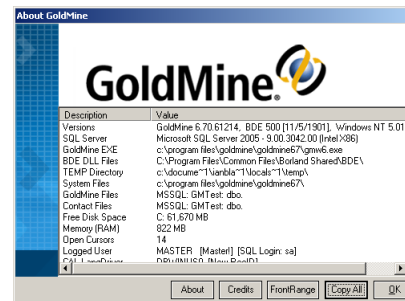 About GoldMine
GoldMine®
Description Value
Versions GoldMine 6.70.61214, BDE 500 [11/5/1901], Windows NT 5.01
SQL Server Microsoft SQL Server 2005 - 9.00.3042.00 (Intel X86)
GoldMine EXE c:\program files\goldmine\goldmine67\gmw6.exe
BDE DLL Files C:\Program Files\Common Files\Borland Shared\BDE\
TEMP Directory c:\docume~1\ianbla~1\locals~1\temp\
System Files c:\program files\goldmine\goldmine67\
GoldMine Files MSSQL: GMTest: dbo.
Contact Files MSSQL: GMTest: dbo.
Free Disk Space C: 61,670 MB
Memory (RAM) 822 MB
Open Cursors 14
Logged User MASTER [Master!] [SQL Login: sa]
About Credits FrontRange Copy All OK